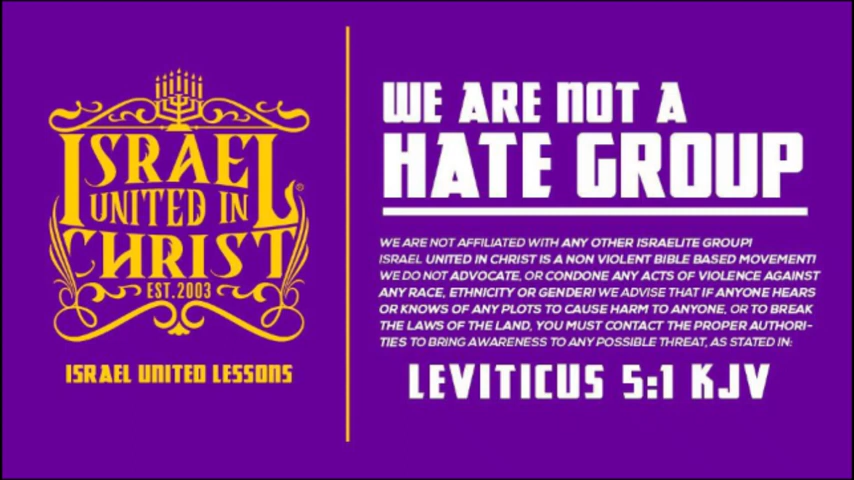 ISRAEL
UNITED IN
CHRIST
EST. 2003
ISRAEL UNITED LESSONS
WE ARE NOT A
HATE GROUP
WE ARE NOT AFFILIATED WITH ANY OTHER ISRAELITE GROUP!
ISRAEL UNITED IN CHRIST IS A NON VIOLENT BIBLE BASED MOVEMENT!
WE DO NOT ADVOCATE, OR CONDONE ANY ACTS OF VIOLENCE AGAINST
ANY RACE, ETHNICITY OR GENDER! WE ADVISE THAT IF ANYONE HEARS
OR KNOWS OF ANY PLOTS TO CAUSE HARM TO ANYONE, OR TO BREAK
THE LAWS OF THE LAND, YOU MUST CONTACT THE PROPER AUTHORI-
TIES TO BRING AWARENESS TO ANY POSSIBLE THREAT, AS STATED IN:
LEVITICUS 5:1 KJV